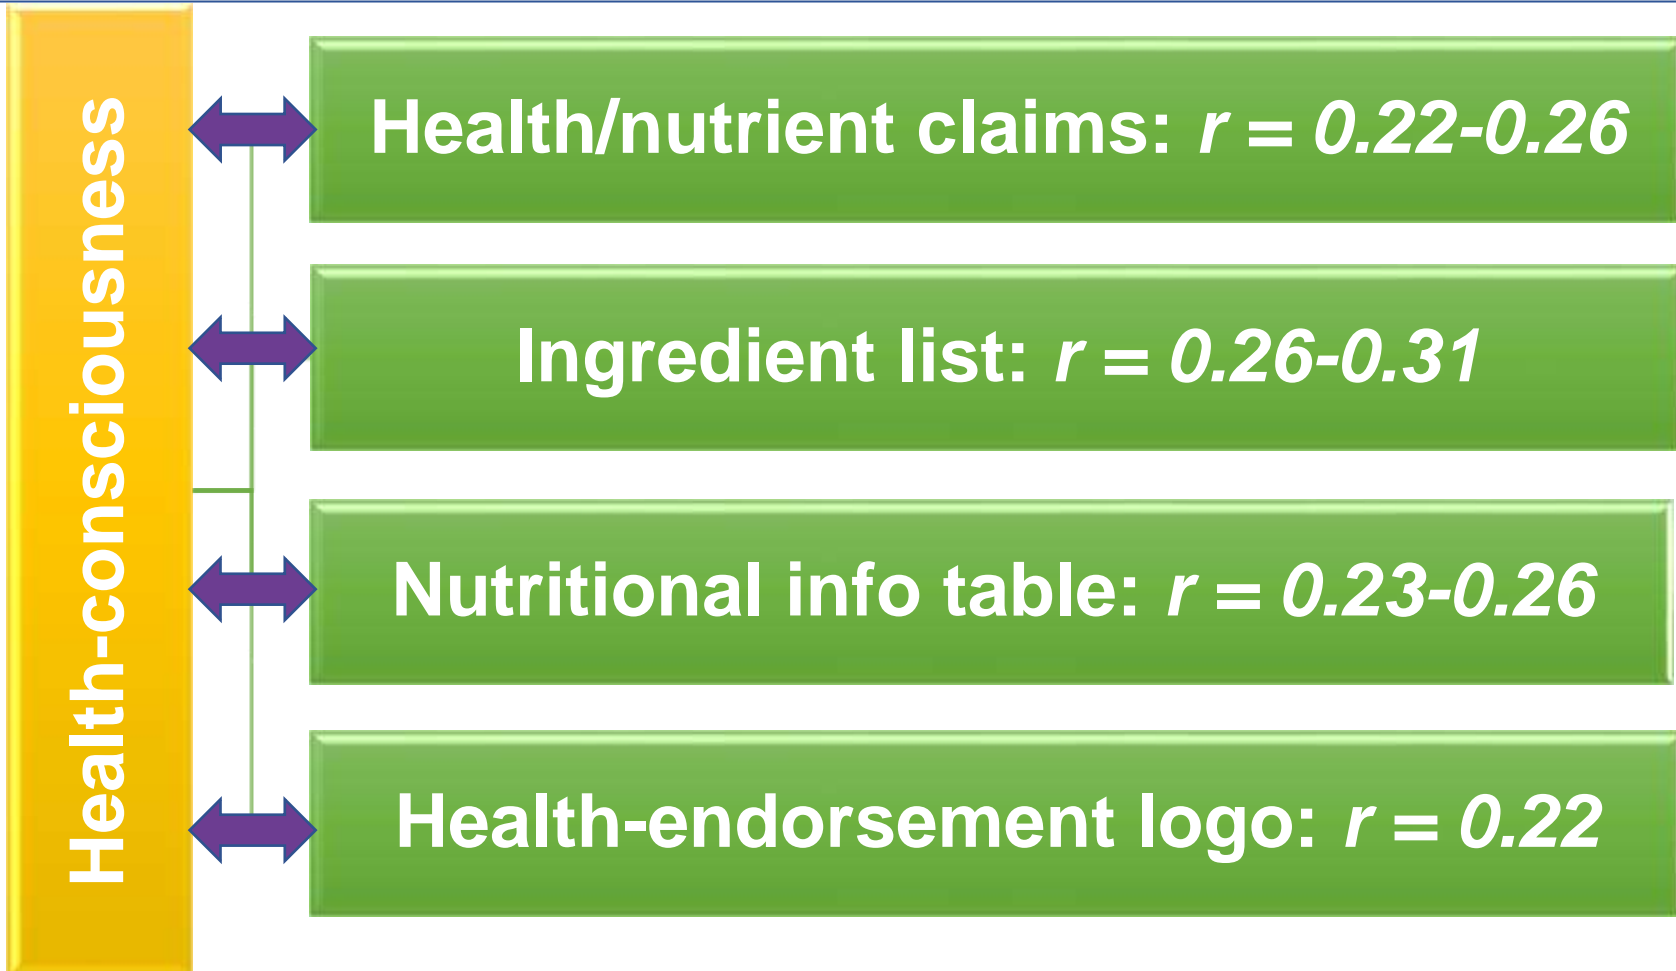 Health-consciousness
Health/nutrient claims: r = 0.22-0.26
Ingredient list: r = 0.26-0.31
Nutritional info table: r = 0.23-0.26
Health-endorsement logo: r = 0.22